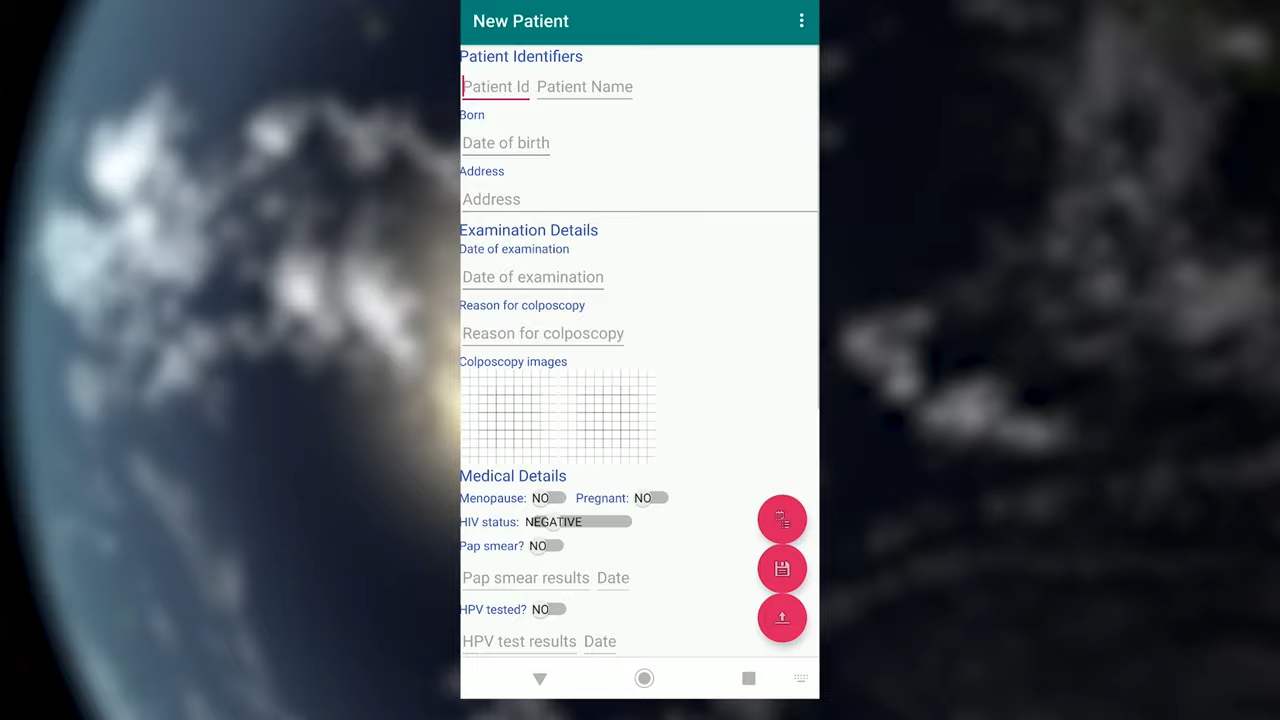 New Patient
Patient Identifiers
Patient Id Patient Name
Born
Date of birth
Address
Address
Examination Details
Date of examination
Date of examination
Reason for colposcopy
Reason for colposcopy
Colposcopy images
Medical Details
Menopause: NO Pregnant: NO
HIV status: NEGATIVE
Pap smear? NO
Pap smear results Date
HPV tested? NO
HPV test results Date